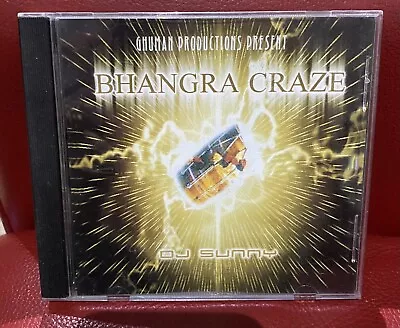 GHUMAN PRODUCTIONS PRESENT
BHANGRA CRAZE
DJ SUNNY